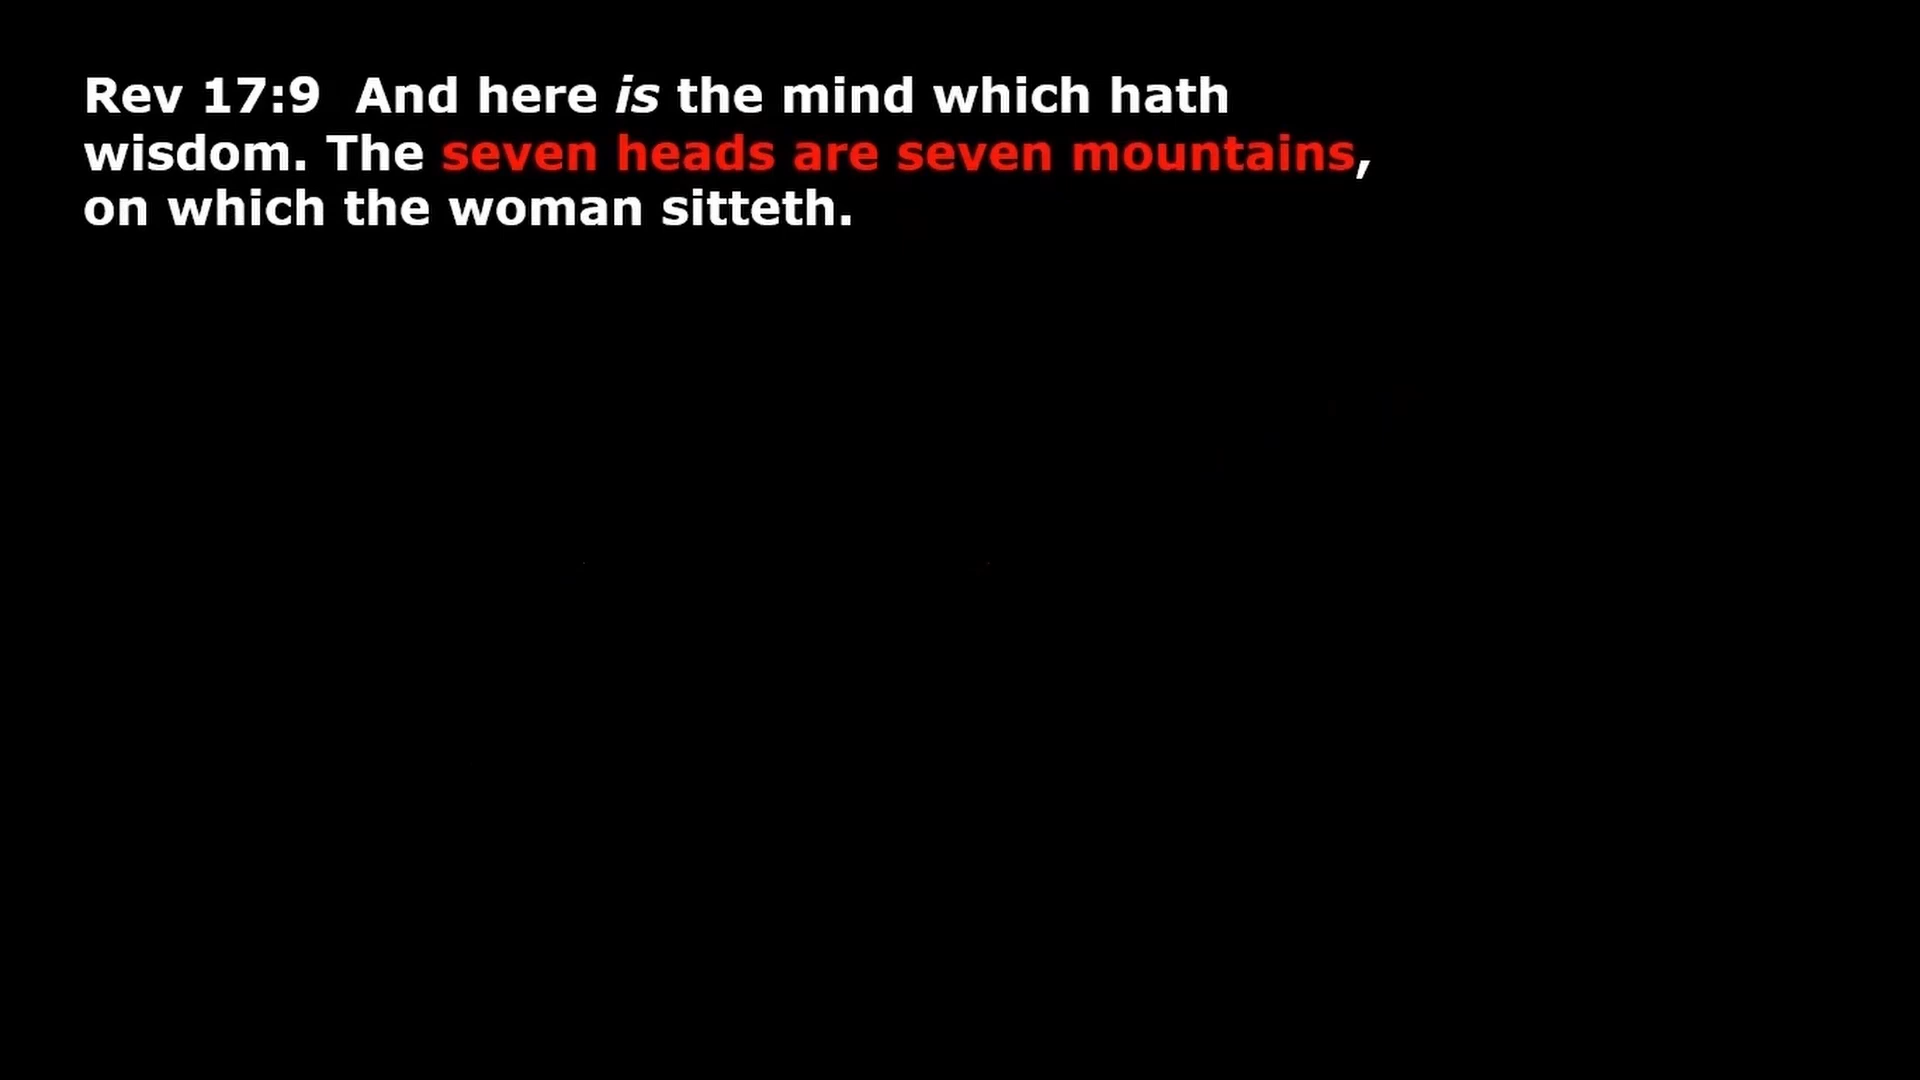 Rev 17:9  And here is the mind which hath
wisdom. The seven heads are seven mountains,
on which the woman sitteth.